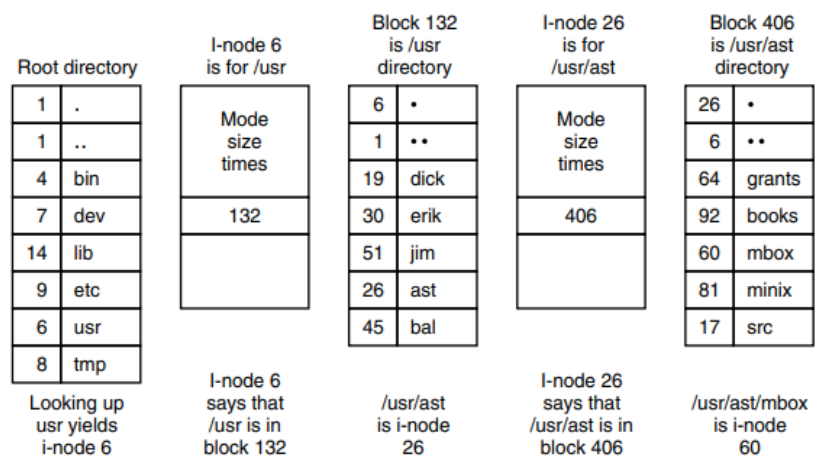 Root directory
1 .
1 ..
4 bin
7 dev
14 lib
9 etc
6 usr
8 tmp
Looking up
usr yields
i-node 6
I-node 6
is for /usr
Mode
size
times
132
I-node 6
says that
/usr is in
block 132
Block 132
is /usr
directory
6 •
1 ••
19 dick
30 erik
51 jim
26 ast
45 bal
/usr/ast
is i-node
26
I-node 26
is for
/usr/ast
Mode
size
times
406
I-node 26
says that
/usr/ast is in
block 406
Block 406
is /usr/ast
directory
26 •
6 ••
64 grants
92 books
60 mbox
81 minix
17 src
/usr/ast/mbox
is i-node
60